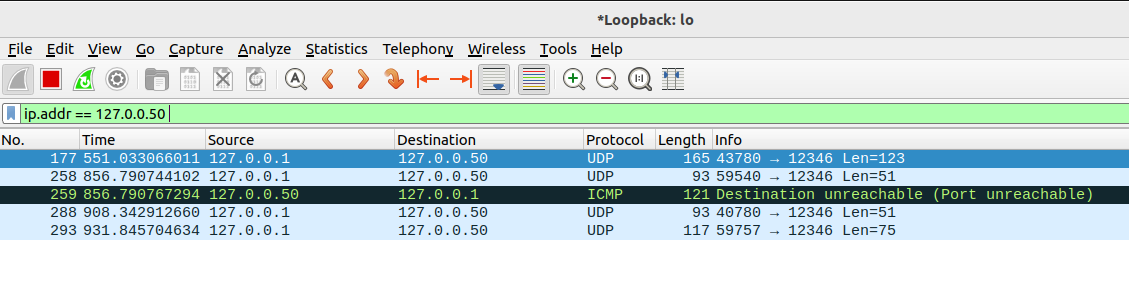 *Loopback: lo
File Edit View Go Capture Analyze Statistics Telephony Wireless Tools Help
ip.addr == 127.0.0.50
No. Time Source Destination Protocol Length Info
177 551.033066011 127.0.0.1 127.0.0.50 UDP 165 43780 → 12346 Len=123
258 856.790744102 127.0.0.1 127.0.0.50 UDP 93 59540 → 12346 Len=51
259 856.790767294 127.0.0.50 127.0.0.1 ICMP 121 Destination unreachable (Port unreachable)
288 908.342912660 127.0.0.1 127.0.0.50 UDP 93 40780 → 12346 Len=51
293 931.845704634 127.0.0.1 127.0.0.50 UDP 117 59757 → 12346 Len=75